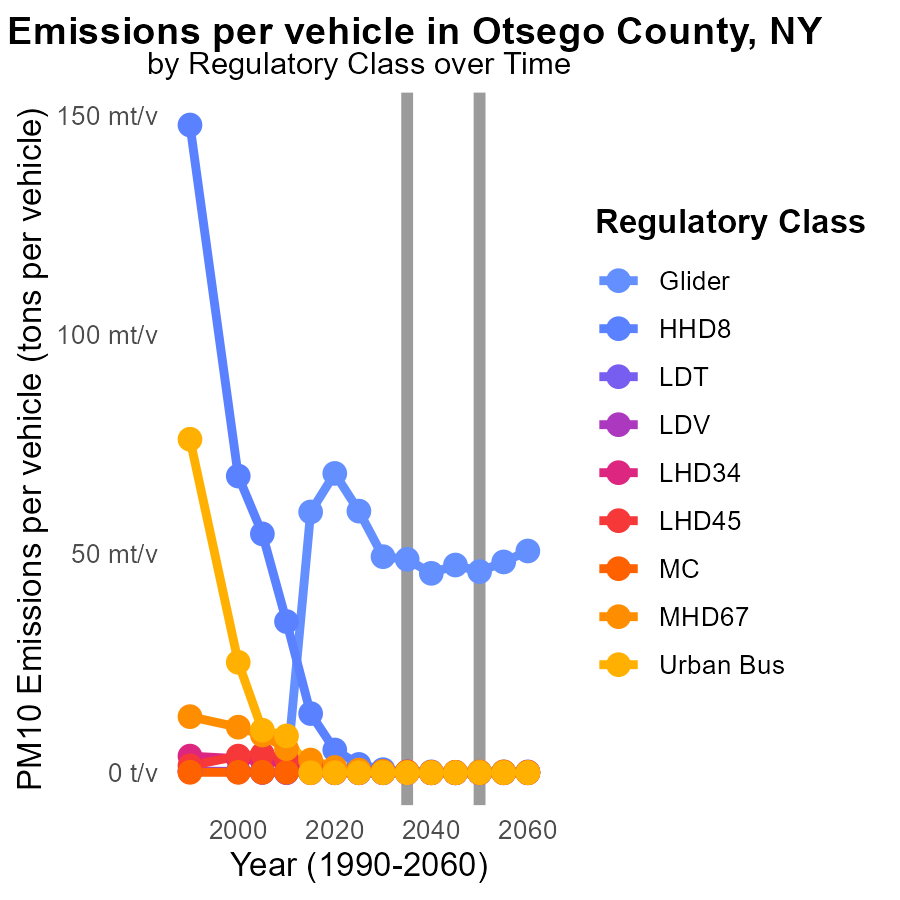 Emissions per vehicle in Otsego County, NY
by Regulatory Class over Time
PM10 Emissions per vehicle (tons per vehicle)
150 mt/v
100 mt/v
50 mt/v
0 t/v
2000 2020 2040 2060
Year (1990-2060)
Regulatory Class
Glider
HHD8
LDT
LDV
LHD34
LHD45
MC
MHD67
Urban Bus